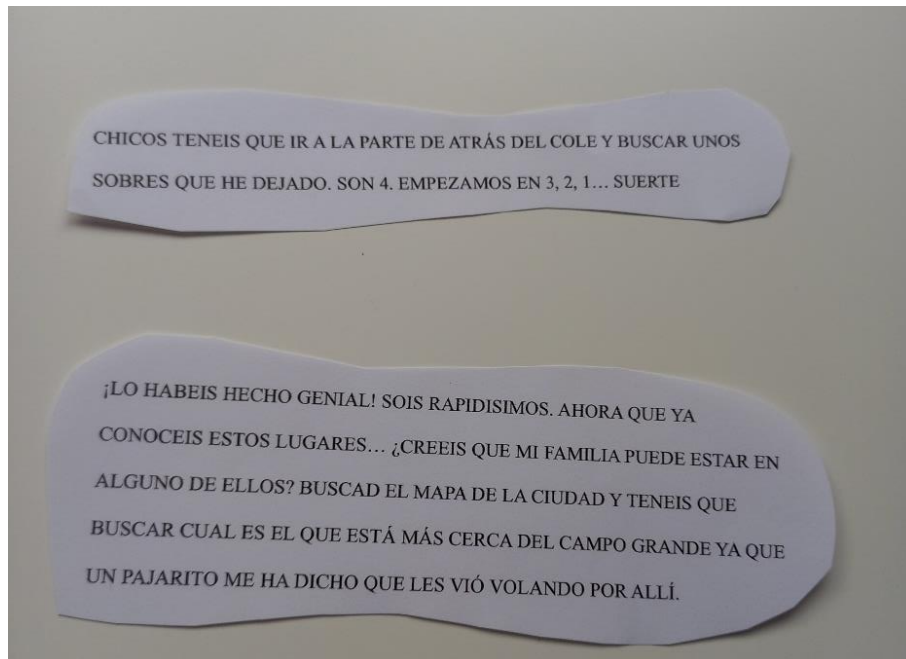 CHICOS TENEIS QUE IR A LA PARTE DE ATRÁS DEL COLE Y BUSCAR UNOS
SOBRES QUE HE DEJADO. SON 4. EMPEZAMOS EN 3, 2, 1… SUERTE
¡LO HABEIS HECHO GENIAL! SOIS RAPIDISIMOS. AHORA QUE YA
CONOCEIS ESTOS LUGARES… ¿CREEIS QUE MI FAMILIA PUEDE ESTAR EN
ALGUNO DE ELLOS? BUSCAD EL MAPA DE LA CIUDAD Y TENEIS QUE
BUSCAR CUAL ES EL QUE ESTÁ MÁS CERCA DEL CAMPO GRANDE YA QUE
UN PAJARITO ME HA DICHO QUE LES VIÓ VOLANDO POR ALLÍ.